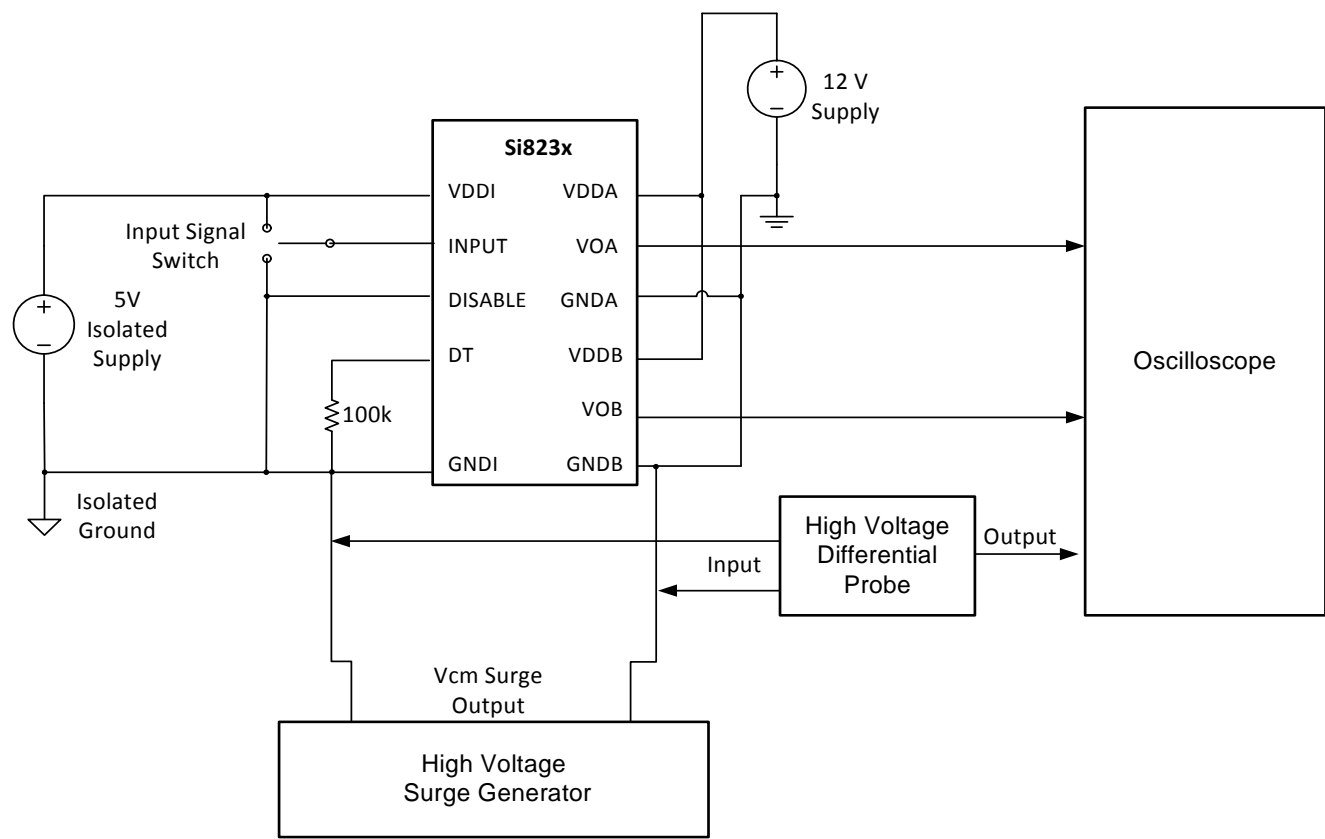 12 V
Supply
Si823x
VDDI
VDDA
Input Signal
Switch
INPUT
VOA
5V
Isolated
Supply
DISABLE
GNDA
DT
VDDB
Oscilloscope
100k
VOB
GNDI
GNDB
Isolated
Ground
High Voltage
Differential
Probe
Output
Input
Vcm Surge
Output
High Voltage
Surge Generator